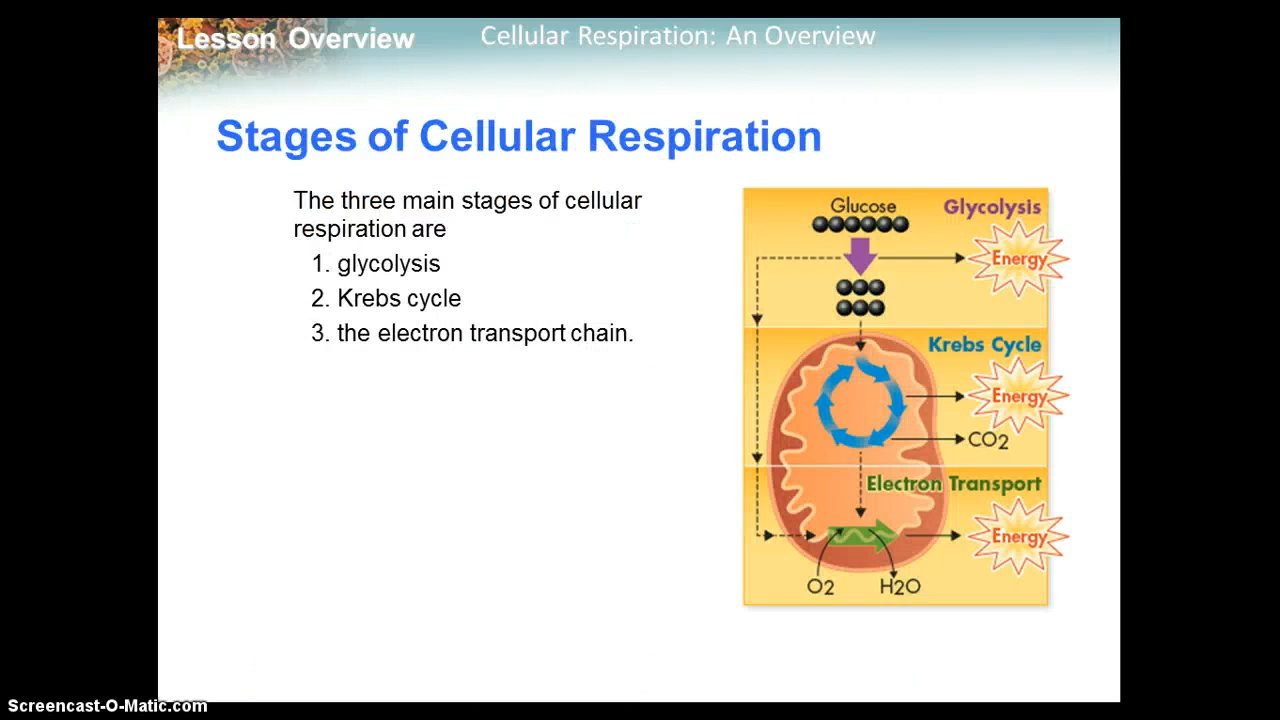 Lesson Overview
Cellular Respiration: An Overview
Stages of Cellular Respiration
The three main stages of cellular
respiration are
1. glycolysis
2. Krebs cycle
3. the electron transport chain.
Glucose
Glycolysis
Energy
Krebs Cycle
Energy
CO2
Electron Transport
Energy
O2
H2O
Screencast-O-Matic.com